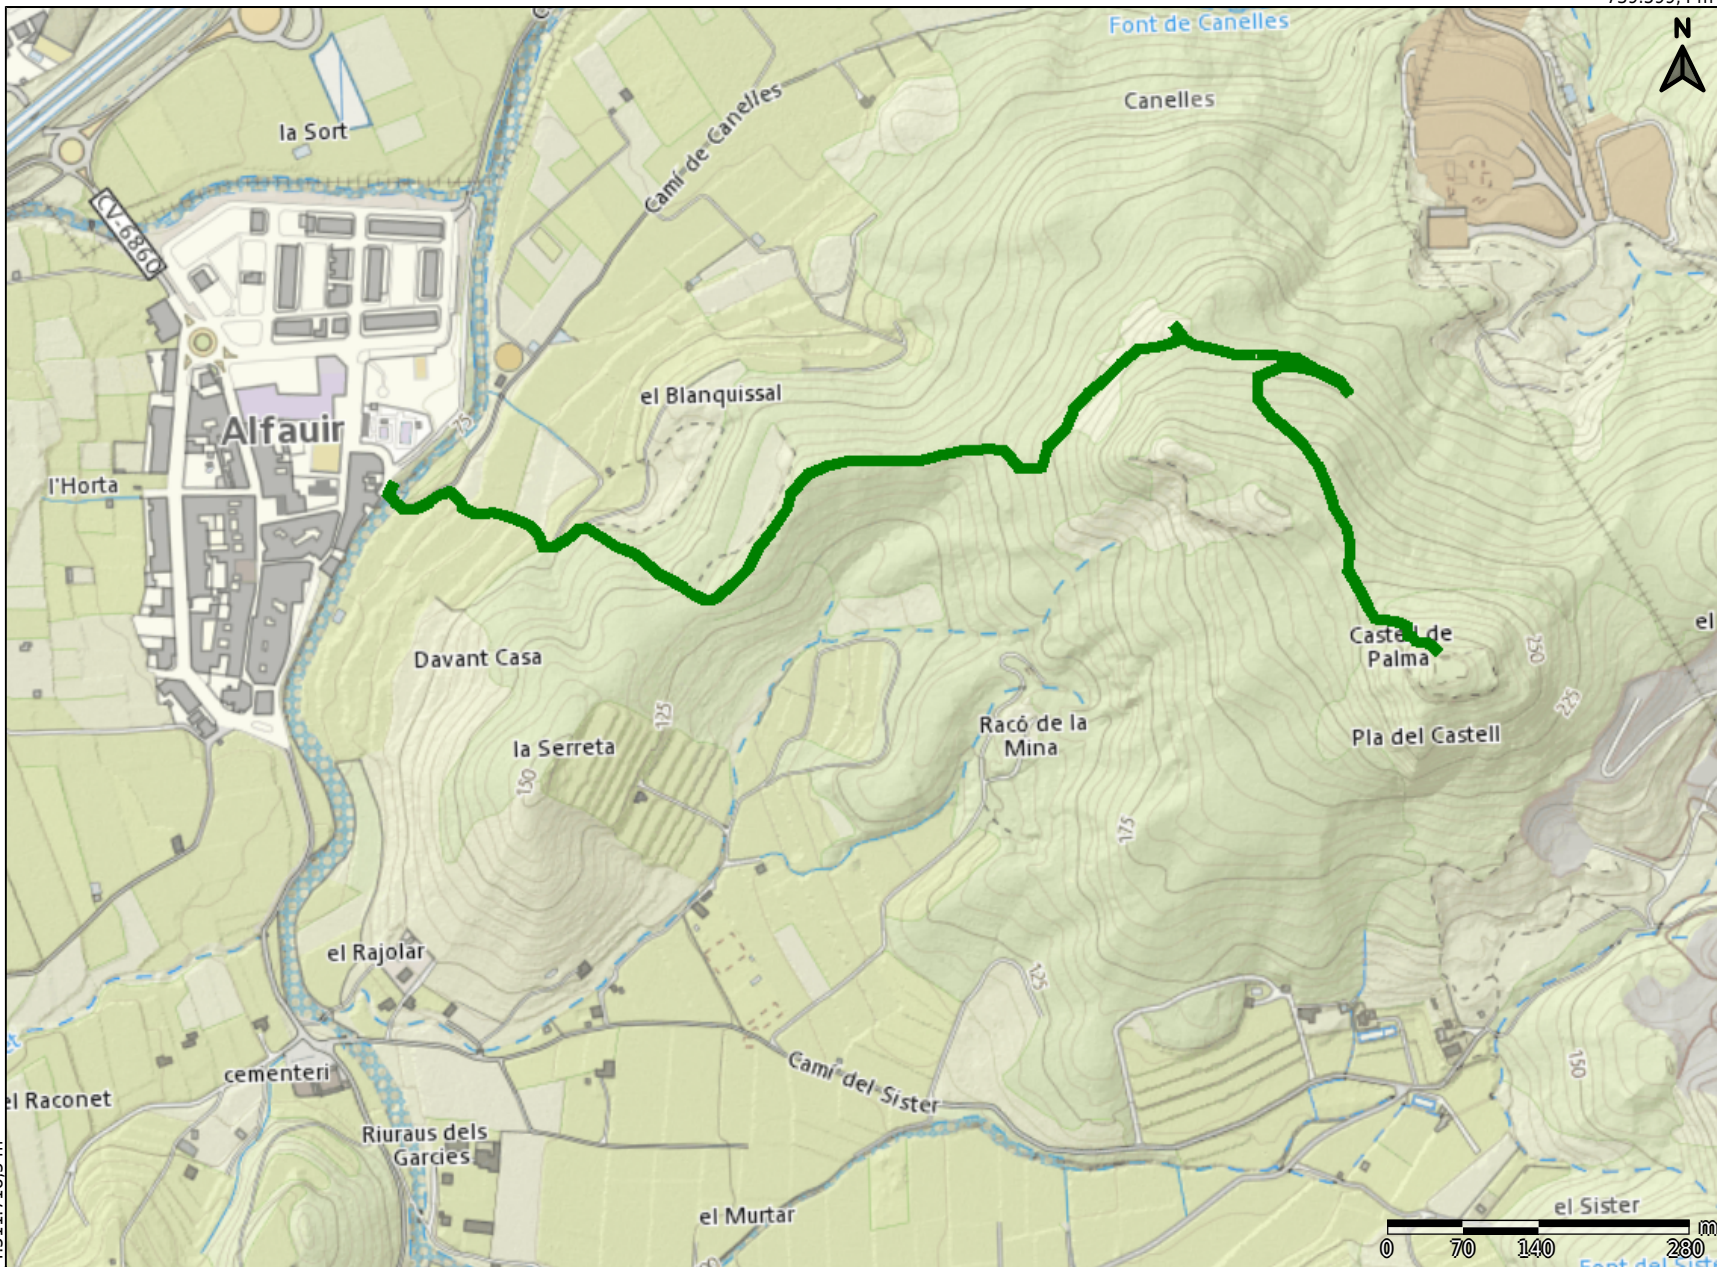 Font de Canelles
N
Canelles
Camí de Canelles
la Sort
CV-6860
el Blanquissal
Alfauir
75
l'Horta
el
Castell de
Palma
250
Davant Casa
225
125
Racó de la
Mina
Pla del Castell
la Serreta
150
175
el Rajolar
125
cementeri
Camí del Sister
150
el Raconet
Riuraus dels
Garcies
el Murtar
el Sister
m
0 70 140 280